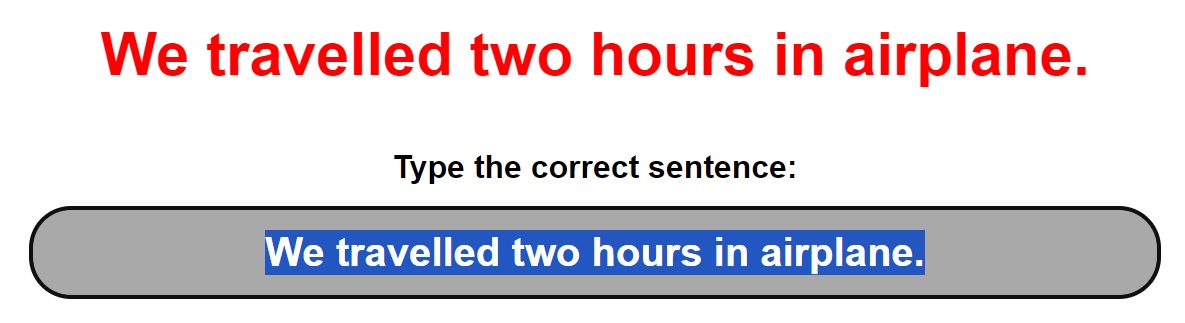 We travelled two hours in airplane.
Type the correct sentence:
We travelled two hours in airplane.